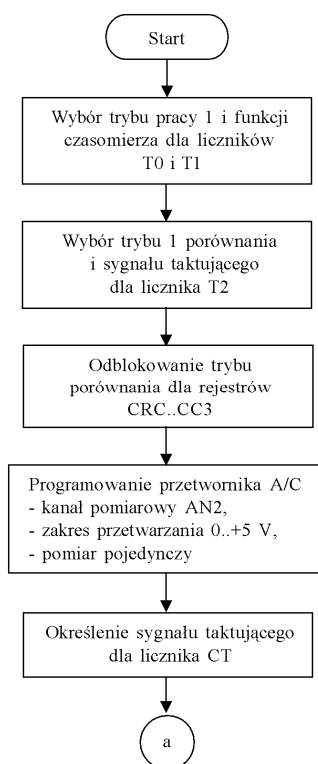 Start
Wybór trybu pracy 1 i funkcji
czasomierza dla liczników
T0 i T1
Wybór trybu 1 porównania
i sygnału taktującego
dla licznika T2
Odblokowanie trybu
porównania dla rejestrów
CRC..CC3
Programowanie przetwornika A/C
- kanał pomiarowy AN2,
- zakres przetwarzania 0..+5 V,
- pomiar pojedynczy
Określenie sygnału taktującego
dla licznika CT
a